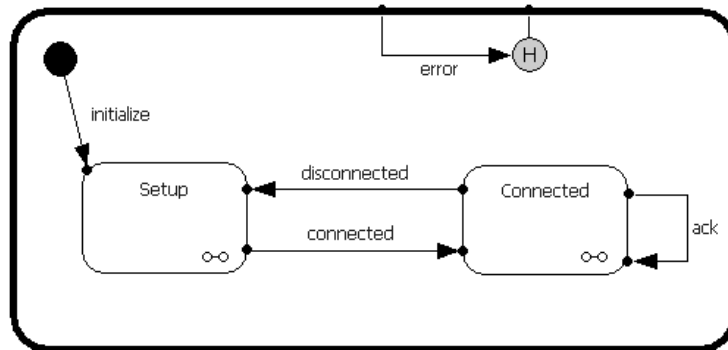 H
error
initialize
disconnected
Setup
Connected
connected
ack